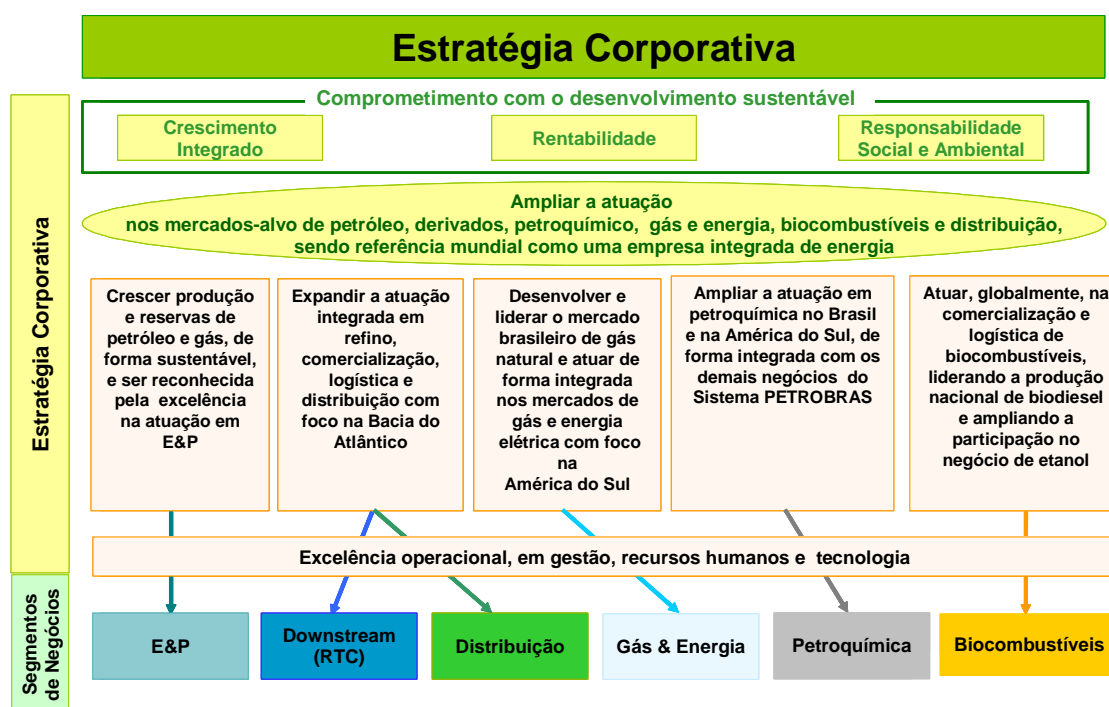 Estratégia Corporativa
Estratégia Corporativa
Comprometimento com o desenvolvimento sustentável
Crescimento
Integrado
Rentabilidade
Responsabilidade
Social e Ambiental
Ampliar a atuação
nos mercados-alvo de petróleo, derivados, petroquímico, gás e energia, biocombustíveis e distribuição,
sendo referência mundial como uma empresa integrada de energia
Crescer produção
e reservas de
petróleo e gás, de
forma sustentável,
e ser reconhecida
pela excelência
na atuação em
E&P
Expandir a atuação
integrada em
refino,
comercialização,
logística e
distribuição com
foco na Bacia do
Atlântico
Desenvolver e
liderar o mercado
brasileiro de gás
natural e atuar de
forma integrada
nos mercados de
gás e energia
elétrica com foco
na
América do Sul
Ampliar a atuação em
petroquímica no Brasil
e na América do Sul, de
forma integrada com os
demais negócios do
Sistema PETROBRAS
Atuar, globalmente, na
comercialização e
logística de
biocombustíveis,
liderando a produção
nacional de biodiesel
e ampliando a
participação no
negócio de etanol
Excelência operacional, em gestão, recursos humanos e tecnologia
Segmentos
de Negócios
E&P
Downstream
(RTC)
Distribuição
Gás & Energia
Petroquímica
Biocombustíveis